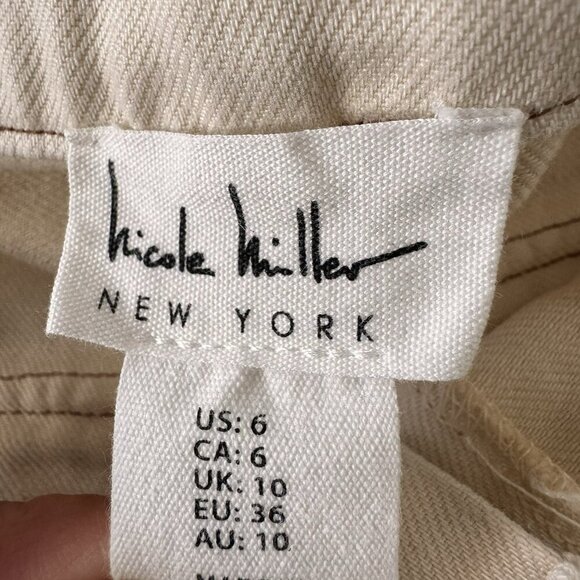 Nicole Miller
NEW YORK
US: 6
CA: 6
UK: 10
EU: 36
AU: 10